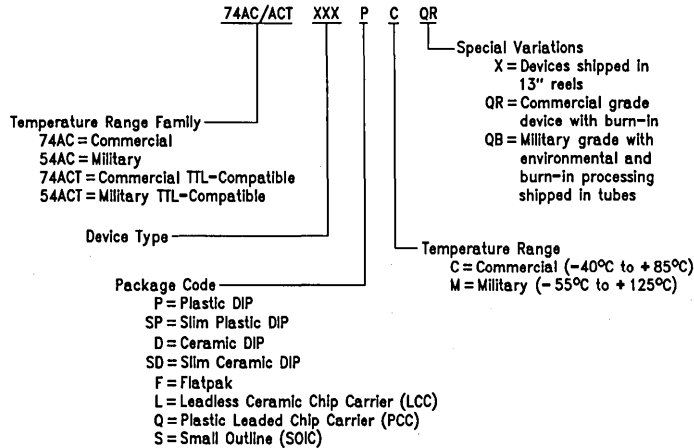 74AC/ACT XXX P C QR
Special Variations
X = Devices shipped in
13" reels
QR = Commercial grade
device with burn-in
QB = Military grade with
environmental and
burn-in processing
shipped in tubes
Temperature Range Family
74AC = Commercial
54AC = Military
74ACT = Commercial TTL-Compatible
54ACT = Military TTL-Compatible
Device Type
Temperature Range
C = Commercial (-40ºC to +85ºC)
M = Military (-55ºC to +125ºC)
Package Code
P = Plastic DIP
SP = Slim Plastic DIP
D = Ceramic DIP
SD = Slim Ceramic DIP
F = Flatpak
L = Leadless Ceramic Chip Carrier (LCC)
Q = Plastic Leaded Chip Carrier (PCC)
S = Small Outline (SOIC)